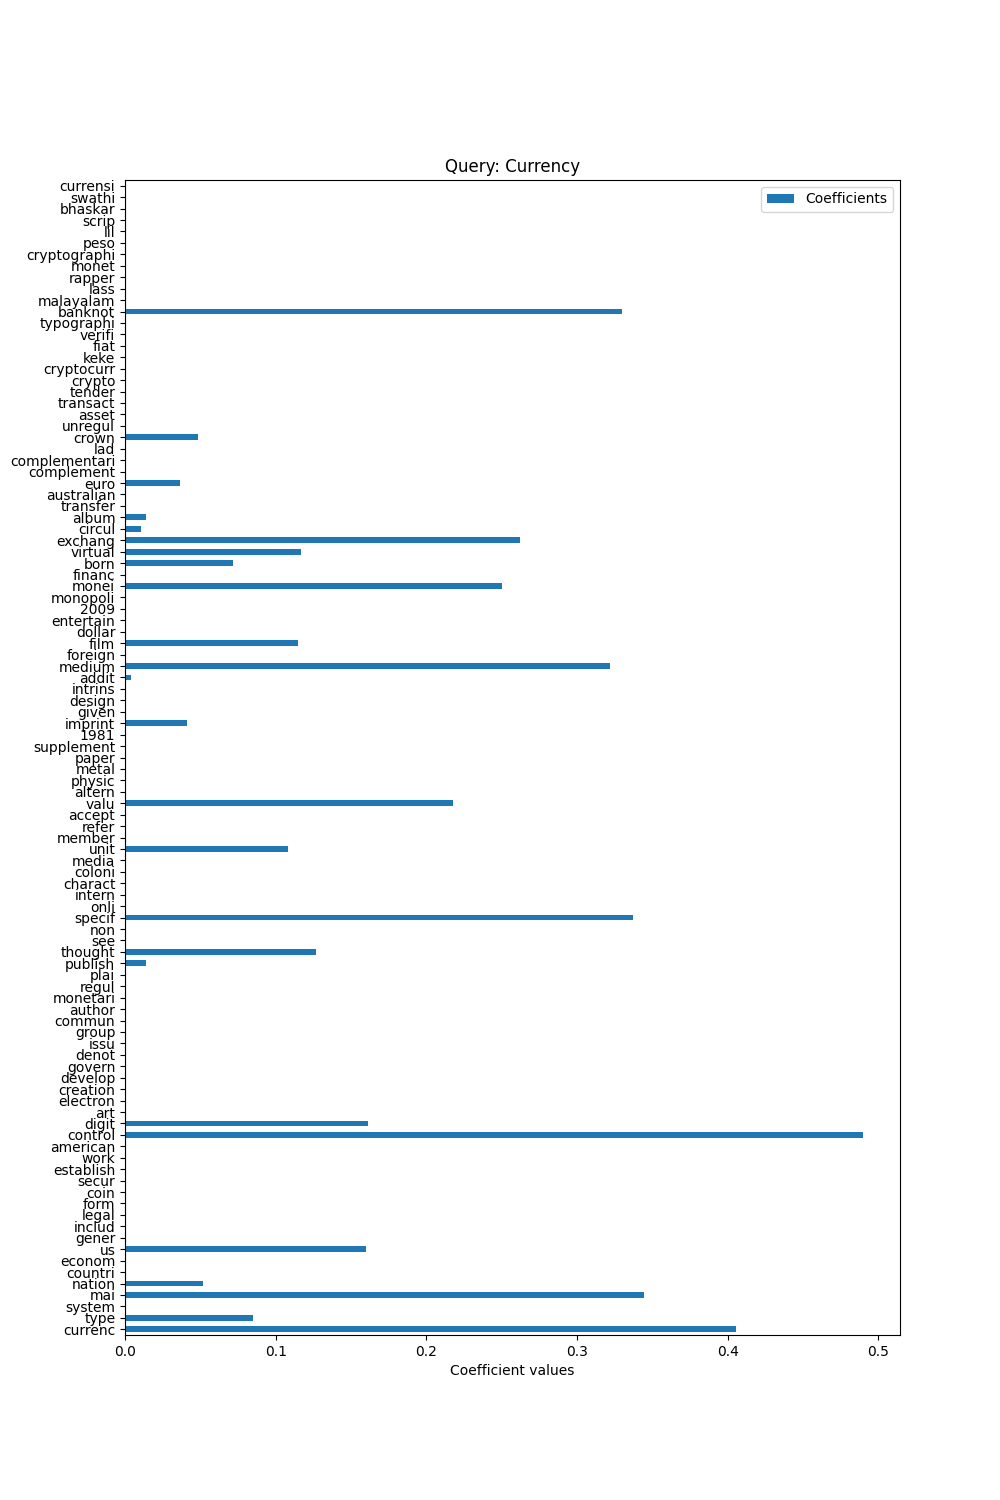 Query: Currency
Coefficients
currensi
swathi
bhaskar
scrip
lil
peso
cryptographi
monet
rapper
lass
malayalam
banknot
typographi
verifi
fiat
keke
cryptocurr
crypto
tender
transact
asset
unregul
crown
lad
complementari
complement
euro
australian
transfer
album
circul
exchang
virtual
born
financ
monei
monopoli
2009
entertain
dollar
film
foreign
medium
addit
intrins
design
given
imprint
1981
supplement
paper
metal
physic
altern
valu
accept
refer
member
unit
media
coloni
charact
intern
onli
specif
non
see
thought
publish
plai
regul
monetari
author
commun
group
issu
denot
govern
develop
creation
electron
art
digit
control
american
work
establish
secur
coin
form
legal
includ
gener
us
econom
countri
nation
mai
system
type
currenc
0.0 0.1 0.2 0.3 0.4 0.5
Coefficient values